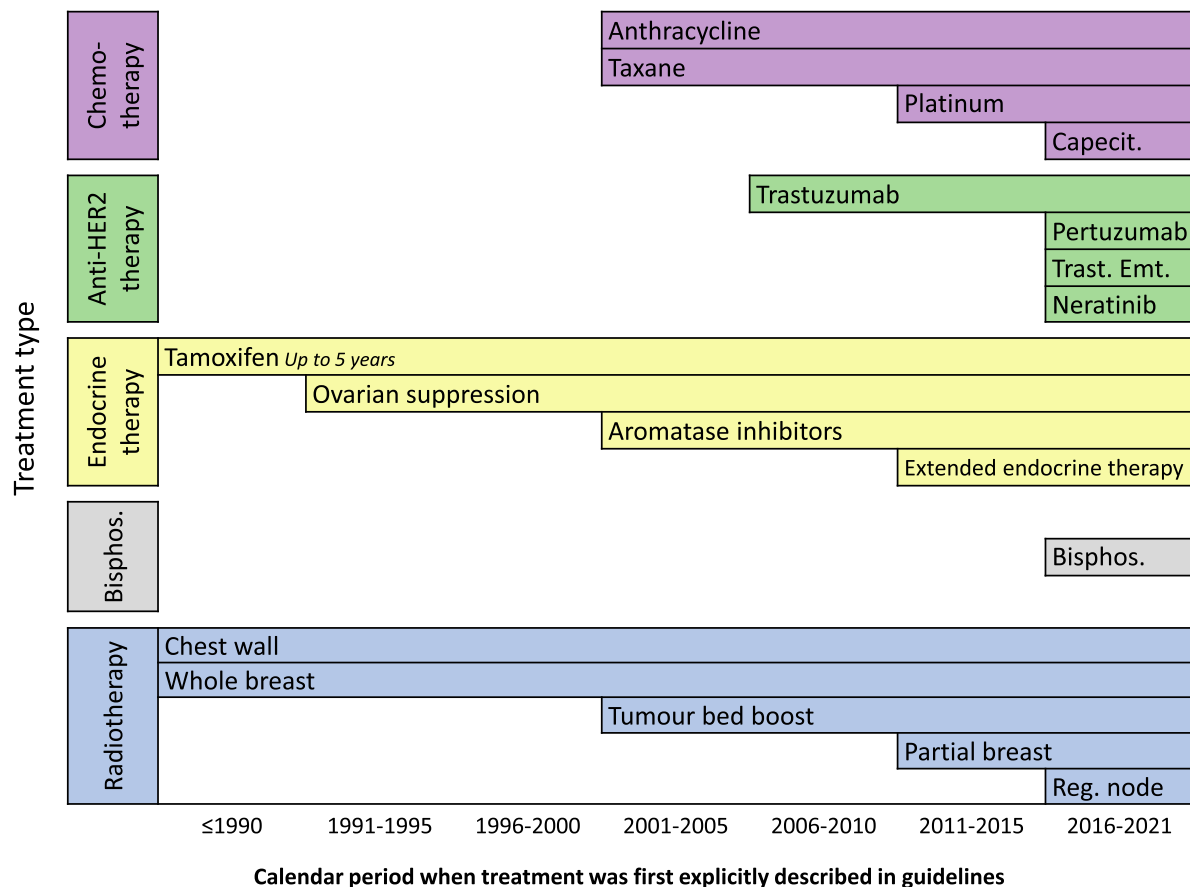 Treatment type
Chemo-
therapy
Anthracycline
Taxane
Platinum
Capecit.
Anti-HER2
therapy
Trastuzumab
Pertuzumab
Trast. Emt.
Neratinib
Endocrine
therapy
Tamoxifen Up to 5 years
Ovarian suppression
Aromatase inhibitors
Extended endocrine therapy
Bisphos.
Bisphos.
Radiotherapy
Chest wall
Whole breast
Tumour bed boost
Partial breast
Reg. node
≤1990 1991-1995 1996-2000 2001-2005 2006-2010 2011-2015 2016-2021
Calendar period when treatment was first explicitly described in guidelines